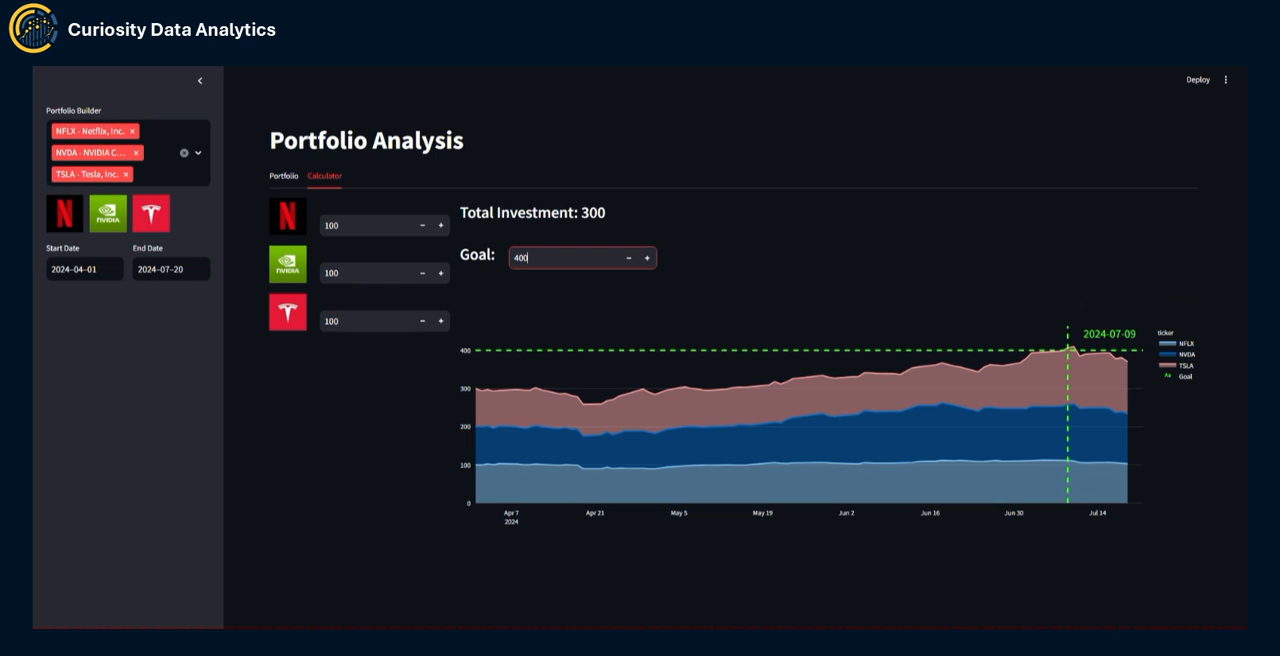 Curiosity Data Analytics
Deploy
Portfolio Builder
NFLX - Netflix, Inc. ×
NVDA - NVIDIA C... ×
TSLA - Tesla, Inc. ×
N
NVIDIA
Start Date
End Date
2024-04-01
2024-07-20
Portfolio Analysis
Portfolio
Calculator
N
100 − +
NVIDIA
100 − +
100 − +
Total Investment: 300
Goal:
400 − +
2024-07-09
ticker
NFLX
NVDA
TSLA
Aa Goal
400
300
200
100
0
Apr 7
2024
Apr 21
May 5
May 19
Jun 2
Jun 16
Jun 30
Jul 14